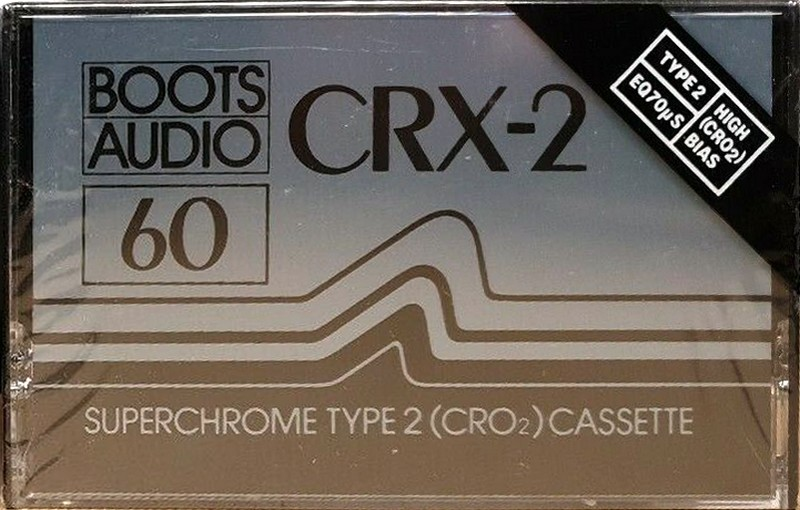 BOOTS
AUDIO
CRX-2
60
TYPE 2
EQ70µS
HIGH
(CRO2)
BIAS
SUPERCHROME TYPE 2 (CRO₂) CASSETTE